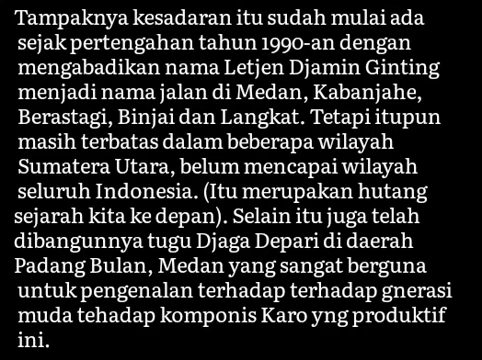 Tampaknya kesadaran itu sudah mulai ada
sejak pertengahan tahun 1990-an dengan
mengabadikan nama Letjen Djamin Ginting
menjadi nama jalan di Medan, Kabanjahe,
Berastagi, Binjai dan Langkat. Tetapi itupun
masih terbatas dalam beberapa wilayah
Sumatera Utara, belum mencapai wilayah
seluruh Indonesia. (Itu merupakan hutang
sejarah kita ke depan). Selain itu juga telah
dibangunnya tugu Djaga Depari di daerah
Padang Bulan, Medan yang sangat berguna
untuk pengenalan terhadap terhadap gnerasi
muda tehadap komponis Karo yng produktif
ini.